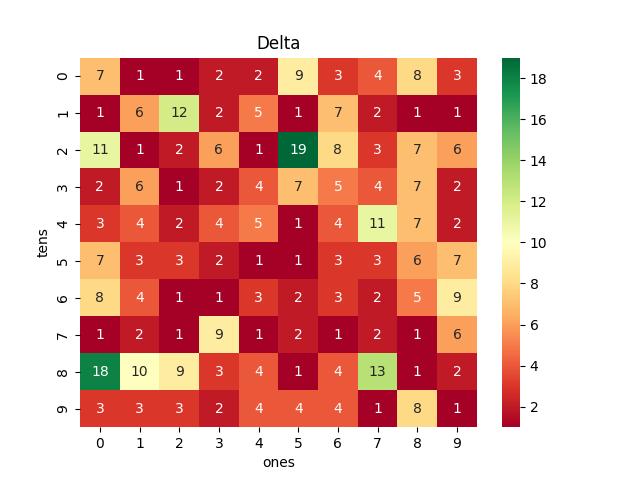 Delta
0 7 1 1 2 2 9 3 4 8 3
1 1 6 12 2 5 1 7 2 1 1
2 11 1 2 6 1 19 8 3 7 6
3 2 6 1 2 4 7 5 4 7 2
4 3 4 2 4 5 1 4 11 7 2
5 7 3 3 2 1 1 3 3 6 7
6 8 4 1 1 3 2 3 2 5 9
7 1 2 1 9 1 2 1 2 1 6
8 18 10 9 3 4 1 4 13 1 2
9 3 3 3 2 4 4 4 1 8 1
0 1 2 3 4 5 6 7 8 9
ones
tens
18
16
14
12
10
8
6
4
2